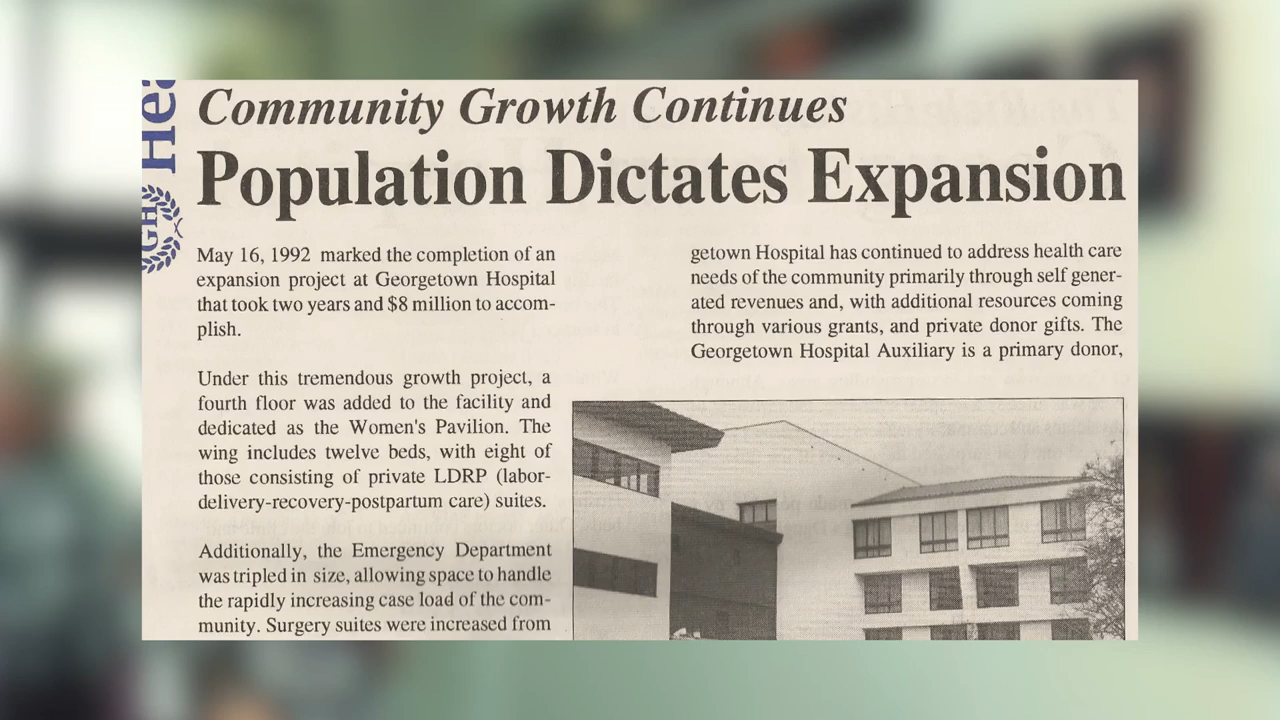 Hea
GH
Community Growth Continues
Population Dictates Expansion
May 16, 1992 marked the completion of an
expansion project at Georgetown Hospital
that took two years and $8 million to accom-
plish.
Under this tremendous growth project, a
fourth floor was added to the facility and
dedicated as the Women's Pavilion. The
wing includes twelve beds, with eight of
those consisting of private LDRP (labor-
delivery-recovery-postpartum care) suites.
Additionally, the Emergency Department
was tripled in size, allowing space to handle
the rapidly increasing case load of the com-
munity. Surgery suites were increased from
getown Hospital has continued to address health care
needs of the community primarily through self gener-
ated revenues and, with additional resources coming
through various grants, and private donor gifts. The
Georgetown Hospital Auxiliary is a primary donor,